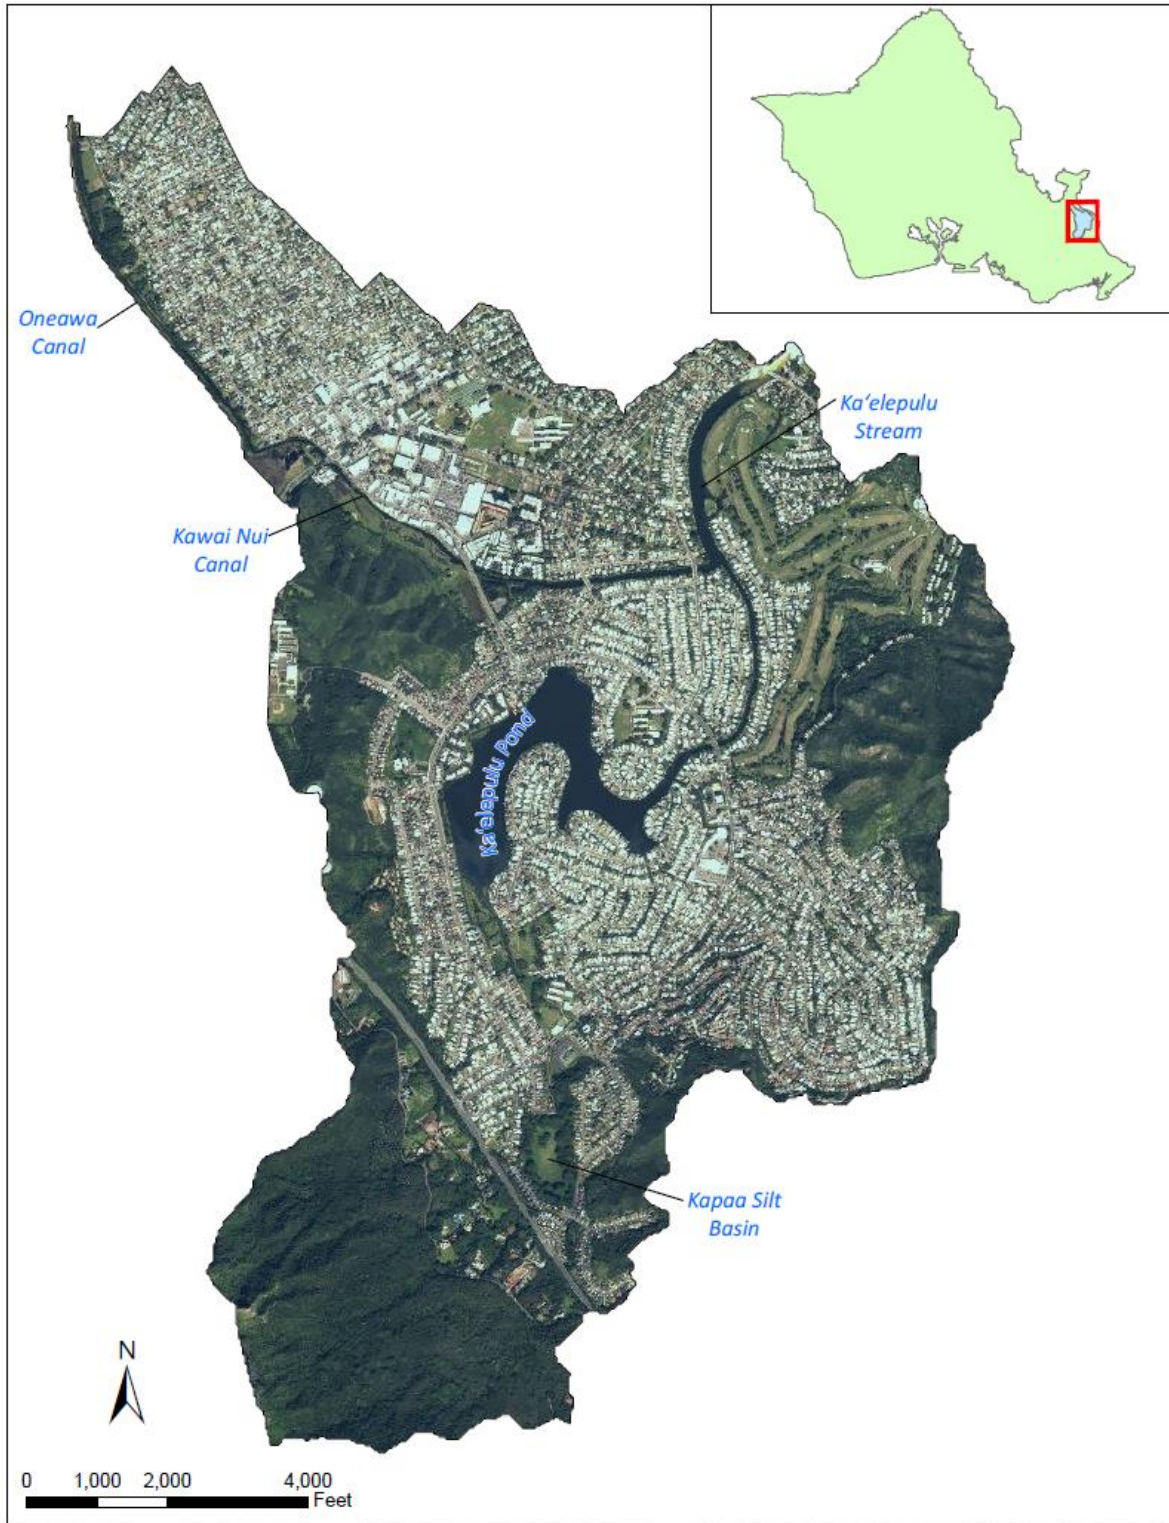 Oneawa
Canal
Ka‘elepulu
Stream
Kawai Nui
Canal
Ka‘elepulu Pond
Kapaa Silt
Basin
N
0 1,000 2,000 4,000
Feet